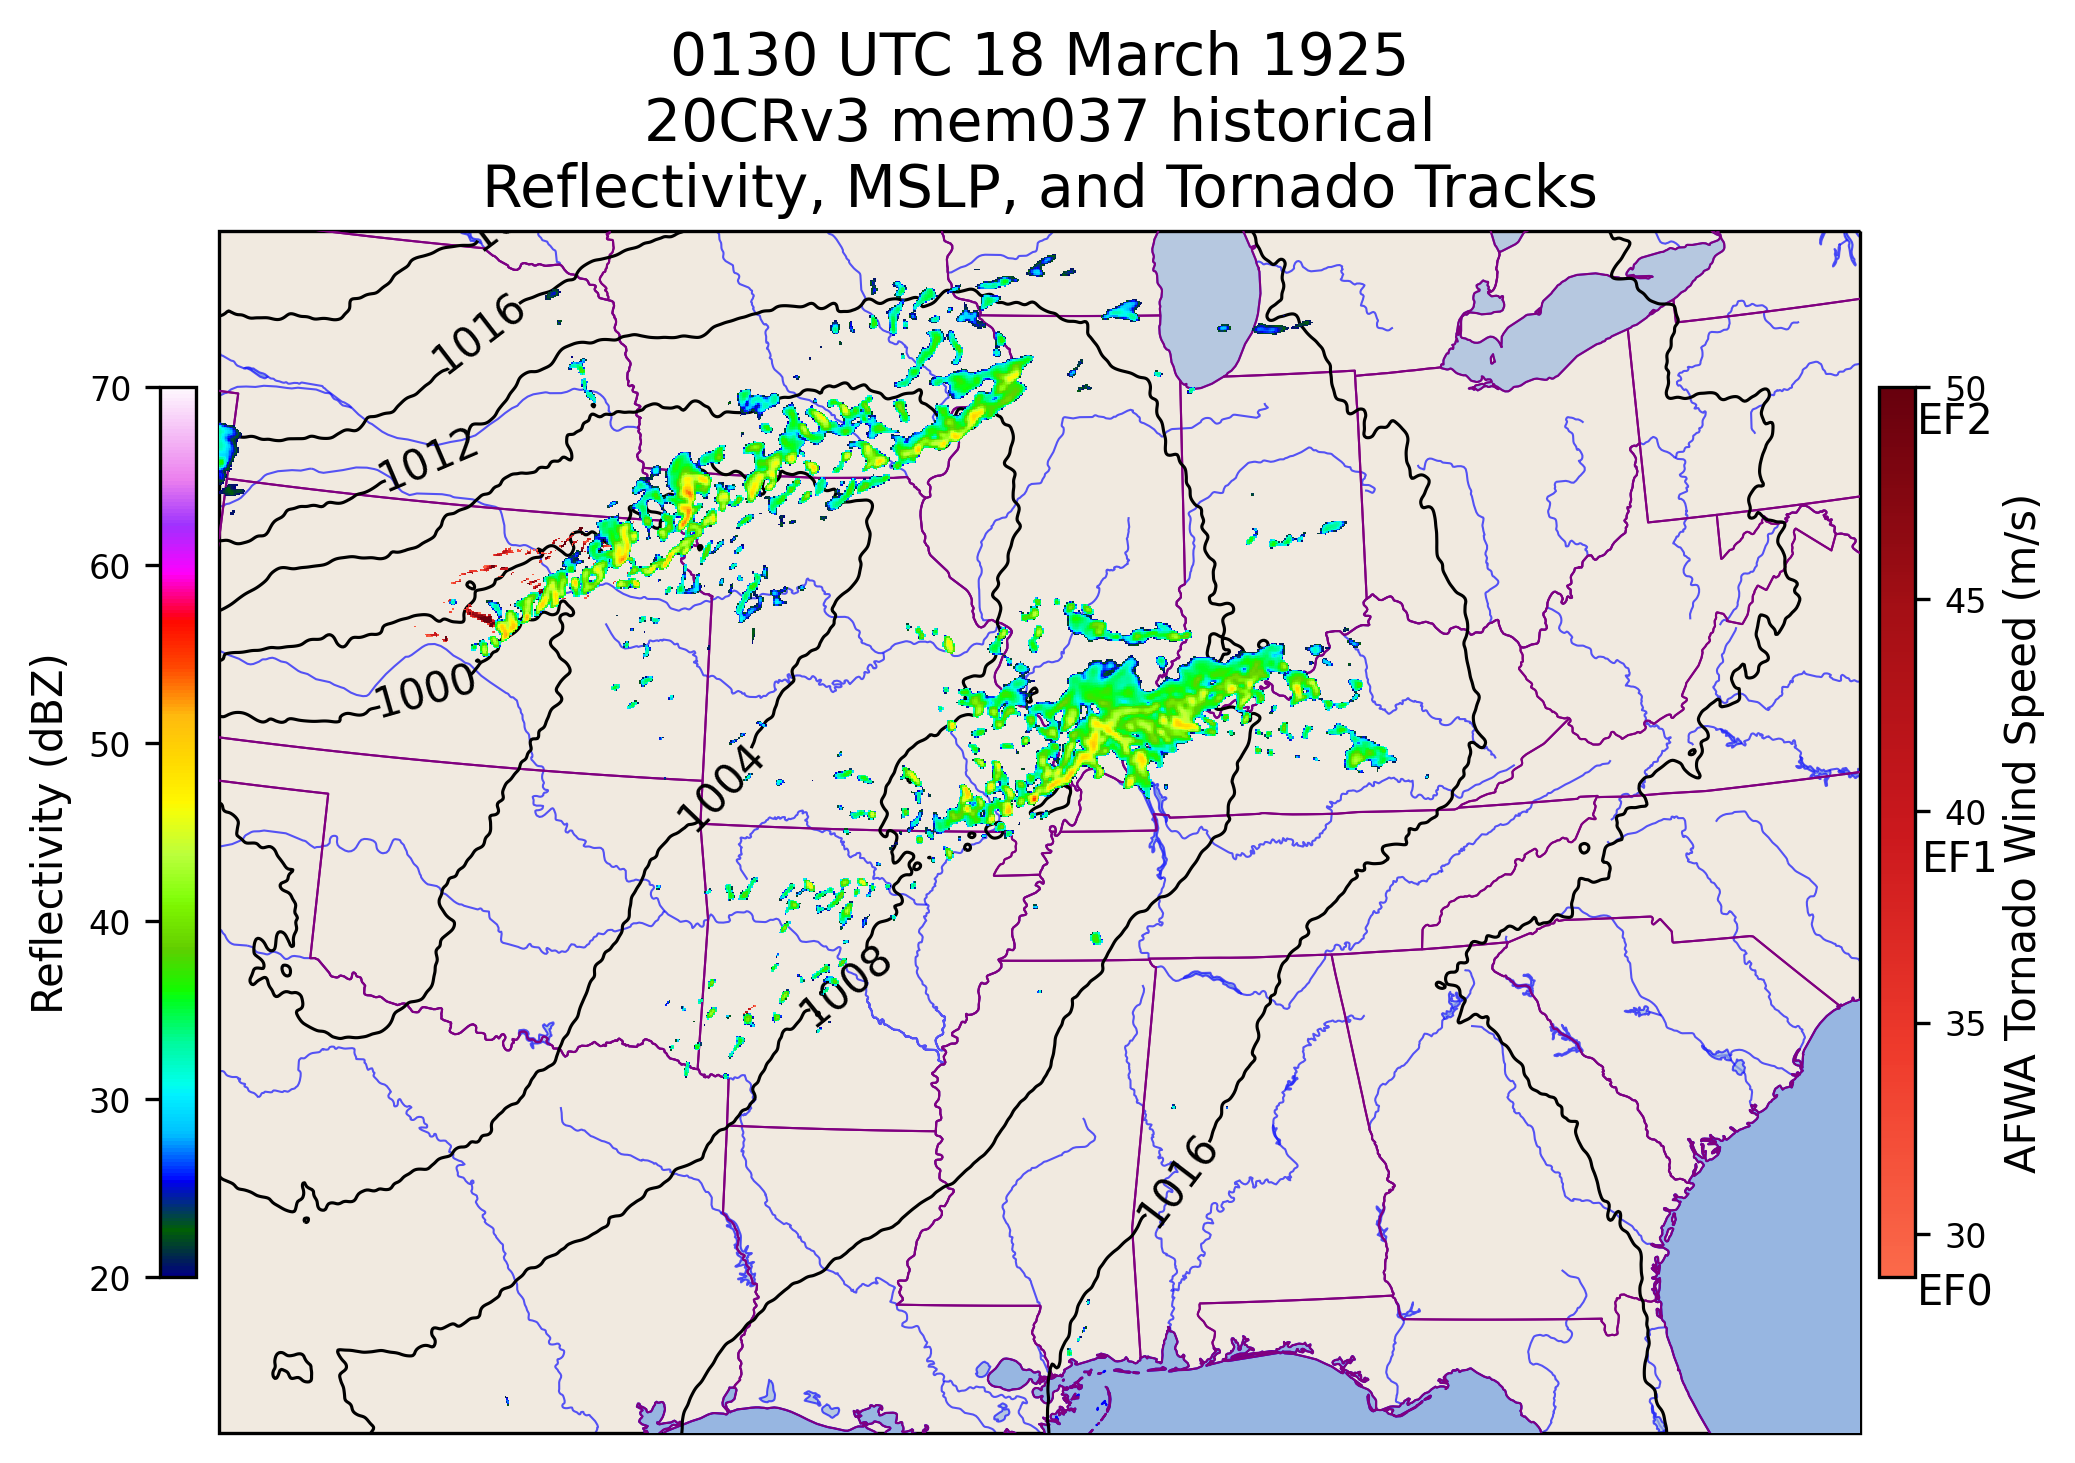 0130 UTC 18 March 1925
20CRv3 mem037 historical
Reflectivity, MSLP, and Tornado Tracks
1016
1012
1000
1004
1008
1016
Reflectivity (dBZ)
70
60
50
40
30
20
50
EF2
45
40
EF1
35
30
EF0
AFWA Tornado Wind Speed (m/s)